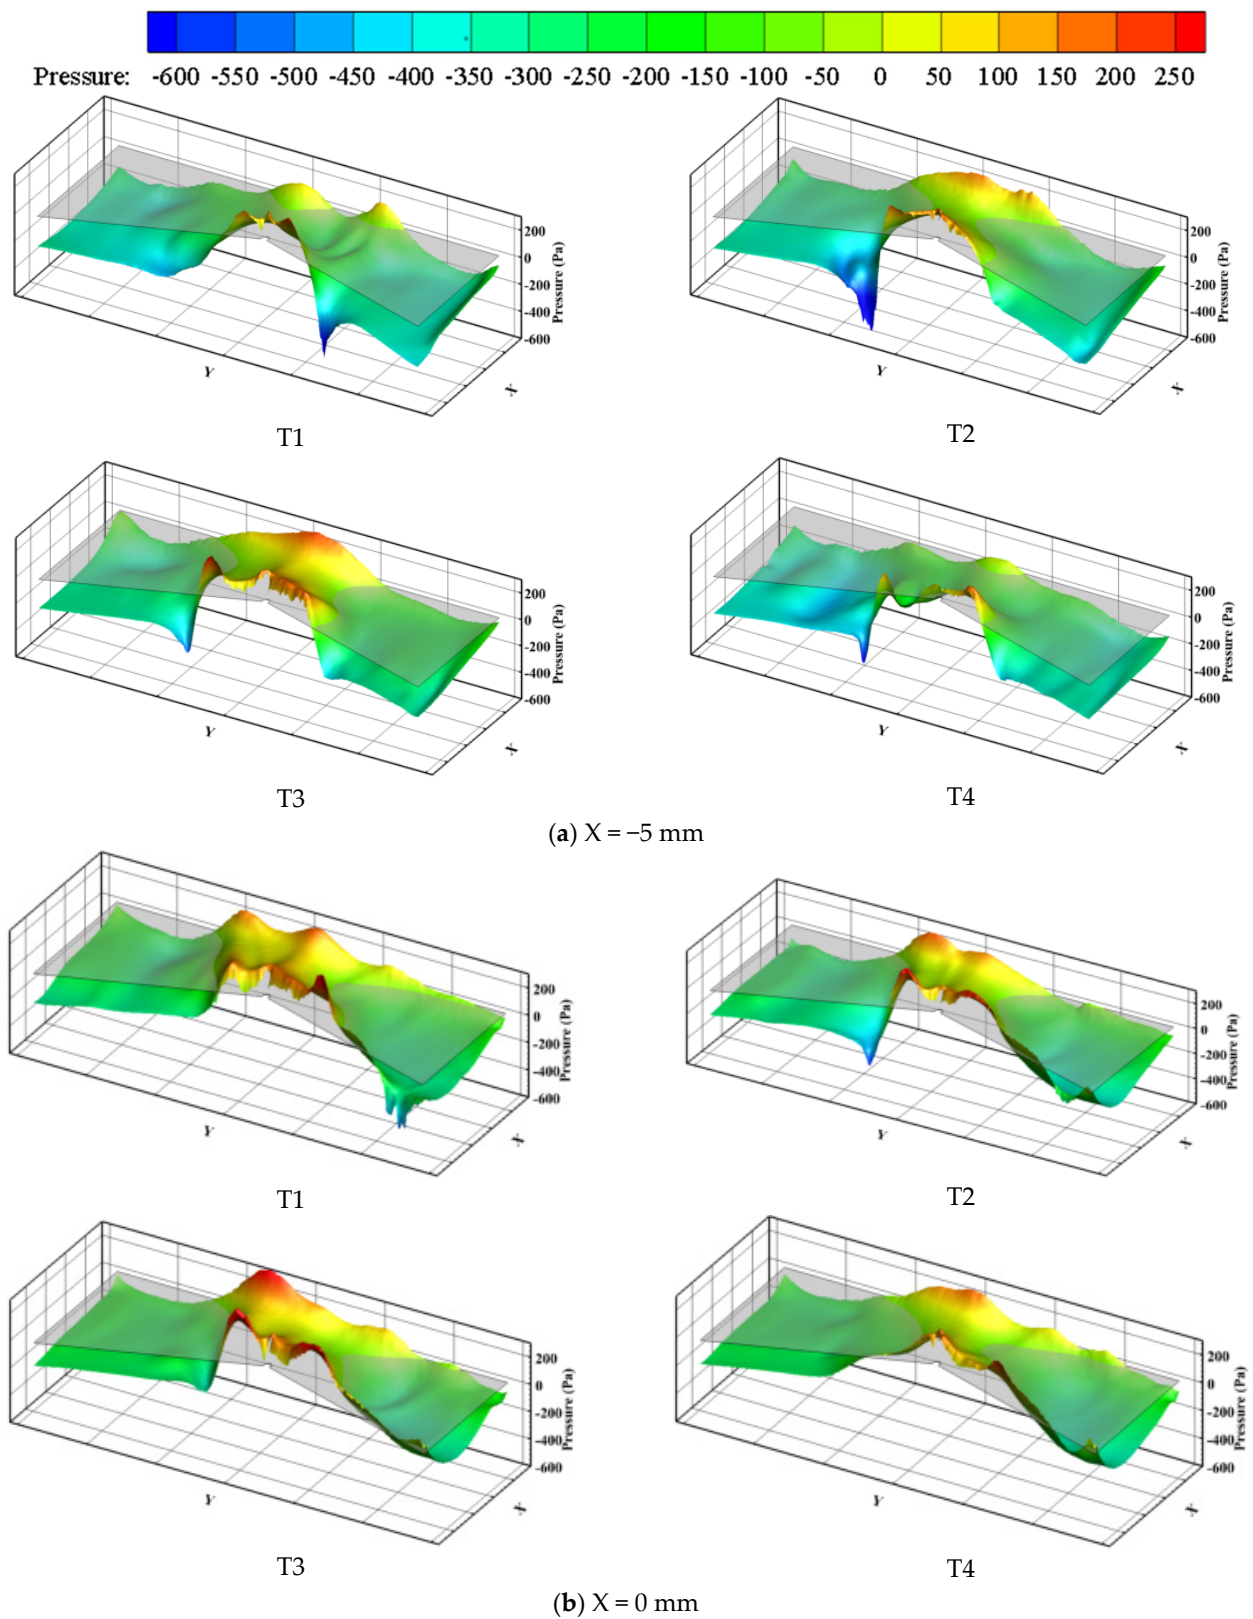 Pressure: -600 -550 -500 -450 -400 -350 -300 -250 -200 -150 -100 -50 0 50 100 150 200 250
200
0
-200
-400
-600
Pressure (Pa)
Y
X
T1
200
0
-200
-400
-600
Pressure (Pa)
Y
X
T2
200
0
-200
-400
-600
Pressure (Pa)
Y
X
T3
200
0
-200
-400
-600
Pressure (Pa)
Y
X
T4
(a) X = −5 mm
200
0
-200
-400
-600
Pressure (Pa)
Y
X
T1
200
0
-200
-400
-600
Pressure (Pa)
Y
X
T2
200
0
-200
-400
-600
Pressure (Pa)
Y
X
T3
200
0
-200
-400
-600
Pressure (Pa)
Y
X
T4
(b) X = 0 mm